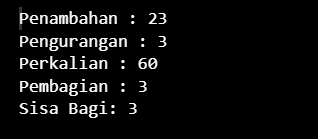 Penambahan : 23
Pengurangan : 3
Perkalian : 60
Pembagian : 3
Sisa Bagi: 3